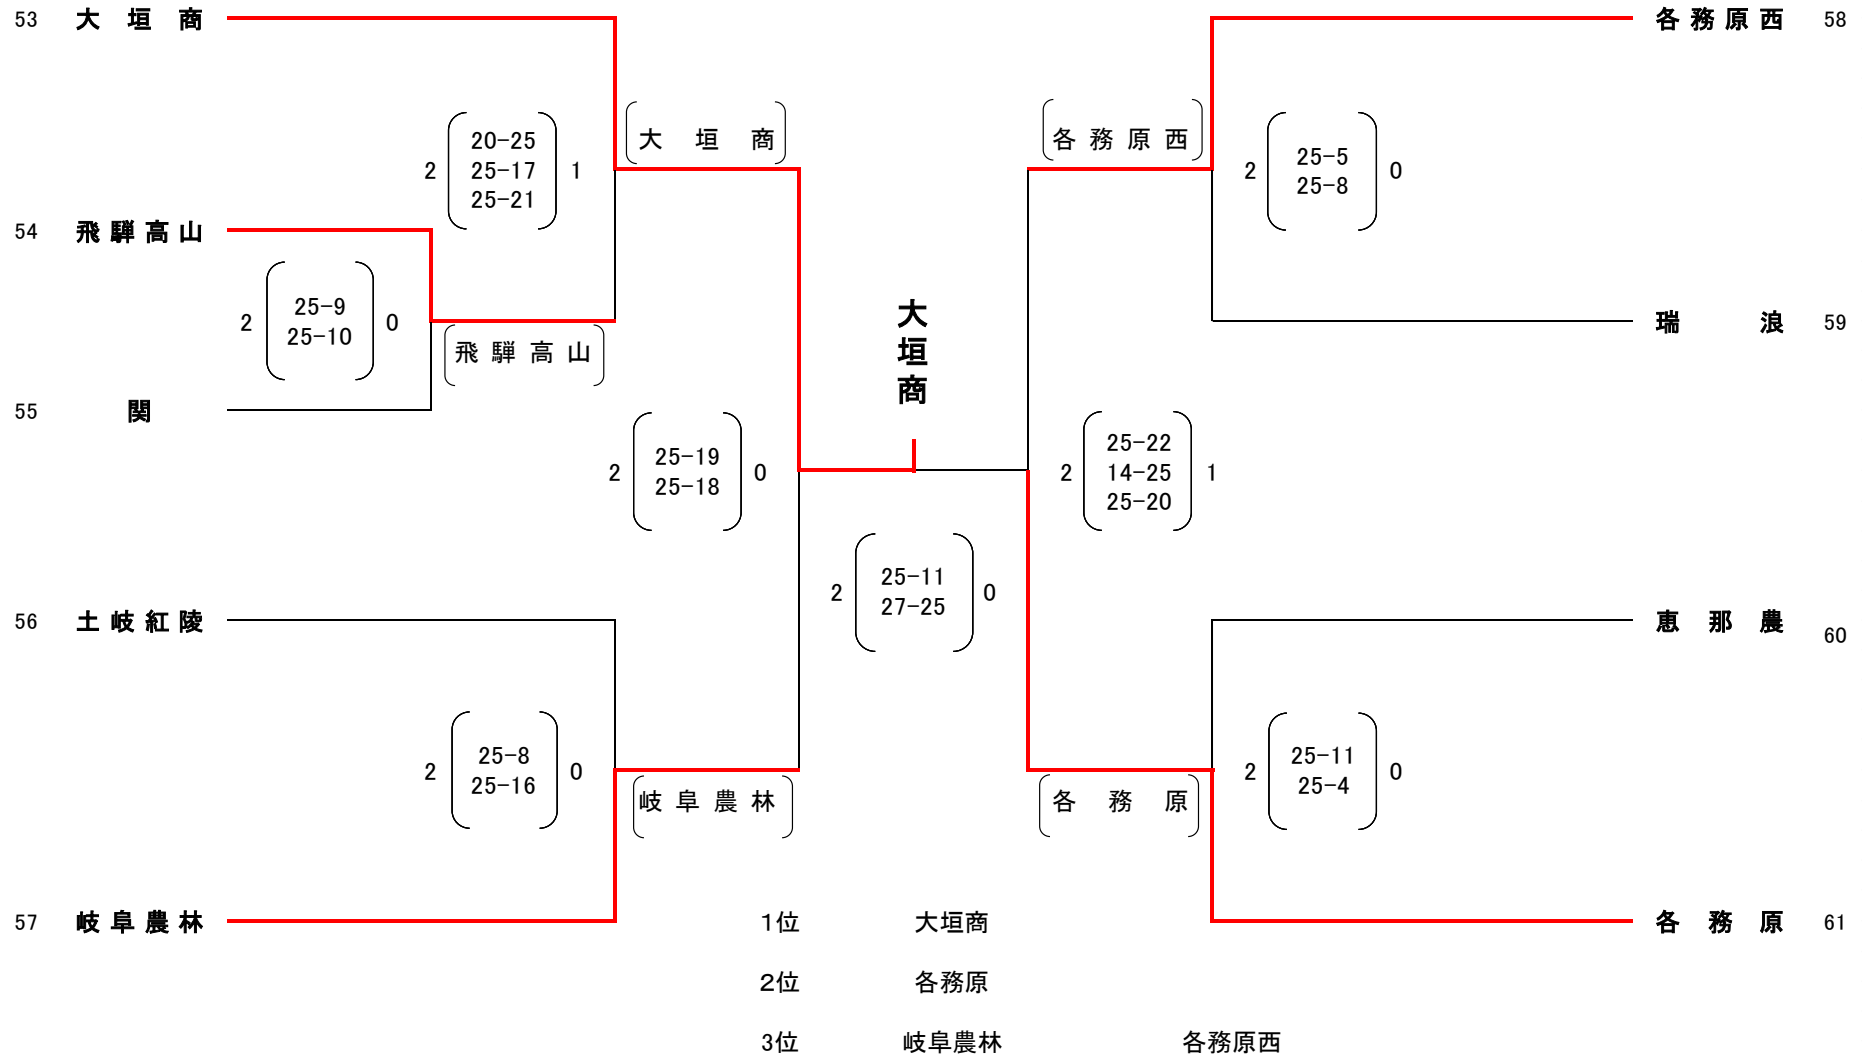 53 大垣商
各務原西 58
大垣商
各務原西
2 20-25 1
25-17
25-21
2 25-5 0
25-8
54 飛騨高山
2 25-9 0
25-10
飛騨高山
大垣商
瑞浪 59
55 関
2 25-19 0
25-18
2 25-22 1
14-25
25-20
2 25-11 0
27-25
56 土岐紅陵
恵那農 60
2 25-8 0
25-16
岐阜農林
各務原
2 25-11 0
25-4
57 岐阜農林
各務原 61
1位 大垣商
2位 各務原
3位 岐阜農林 各務原西